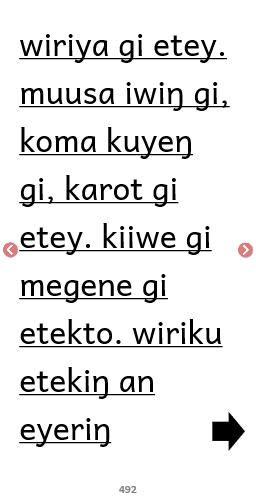 wiriya gi etey.
muusa iwiŋ gi,
koma kuyeŋ
gi, karot gi
etey. kiiwe gi
megene gi
etekto. wiriku
etekiŋ an
eyeriŋ
492